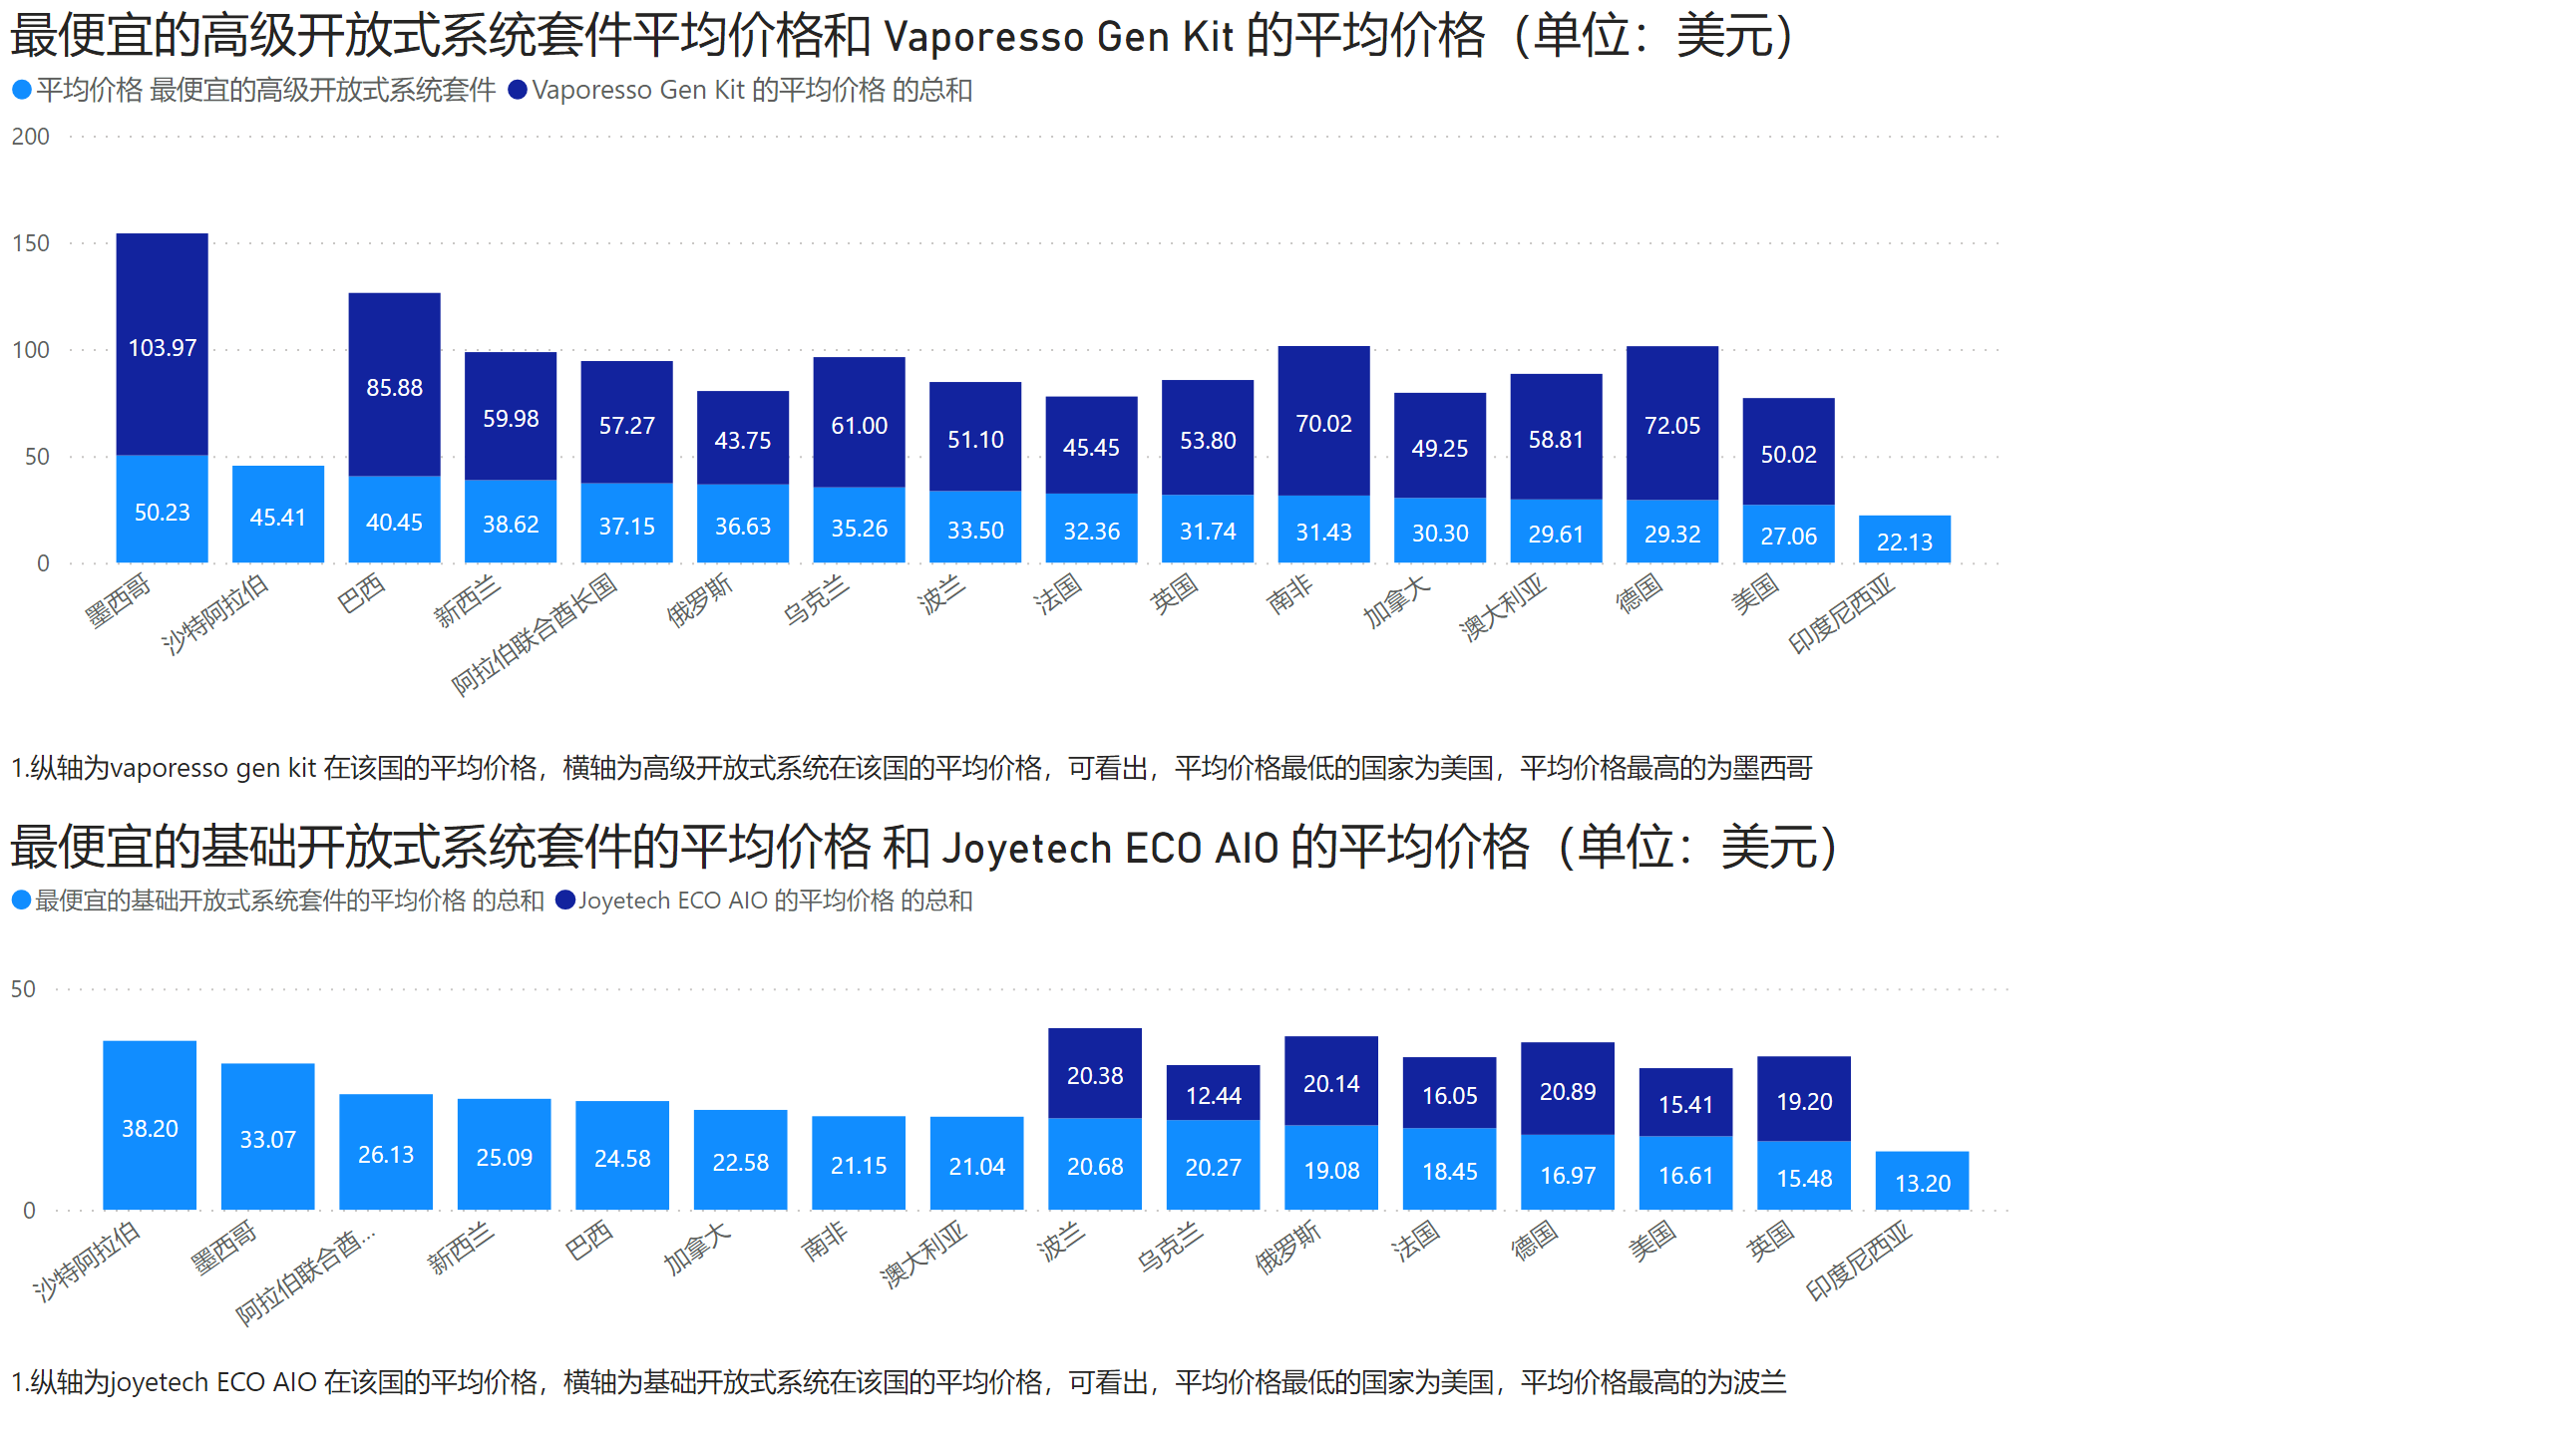 最便宜的高级开放式系统套件平均价格和 Vaporesso Gen Kit 的平均价格（单位：美元）
平均价格 最便宜的高级开放式系统套件 Vaporesso Gen Kit 的平均价格 的总和
200
150
100
50
0
103.97
85.88
59.98
57.27
43.75
61.00
51.10
45.45
53.80
70.02
49.25
58.81
72.05
50.02
50.23
45.41
40.45
38.62
37.15
36.63
35.26
33.50
32.36
31.74
31.43
30.30
29.61
29.32
27.06
22.13
墨西哥
沙特阿拉伯
巴西
新西兰
阿拉伯联合酋长国
俄罗斯
乌克兰
波兰
法国
英国
南非
加拿大
澳大利亚
德国
美国
印度尼西亚
1.纵轴为vaporesso gen kit 在该国的平均价格，横轴为高级开放式系统在该国的平均价格，可看出，平均价格最低的国家为美国，平均价格最高的为墨西哥
最便宜的基础开放式系统套件的平均价格 和 Joyetech ECO AIO 的平均价格（单位：美元）
最便宜的基础开放式系统套件的平均价格 的总和 Joyetech ECO AIO 的平均价格 的总和
50
0
20.38
12.44
20.14
16.05
20.89
15.41
19.20
38.20
33.07
26.13
25.09
24.58
22.58
21.15
21.04
20.68
20.27
19.08
18.45
16.97
16.61
15.48
13.20
沙特阿拉伯
墨西哥
阿拉伯联合酋...
新西兰
巴西
加拿大
南非
澳大利亚
波兰
乌克兰
俄罗斯
法国
德国
美国
英国
印度尼西亚
1.纵轴为joyetech ECO AIO 在该国的平均价格，横轴为基础开放式系统在该国的平均价格，可看出，平均价格最低的国家为美国，平均价格最高的为波兰